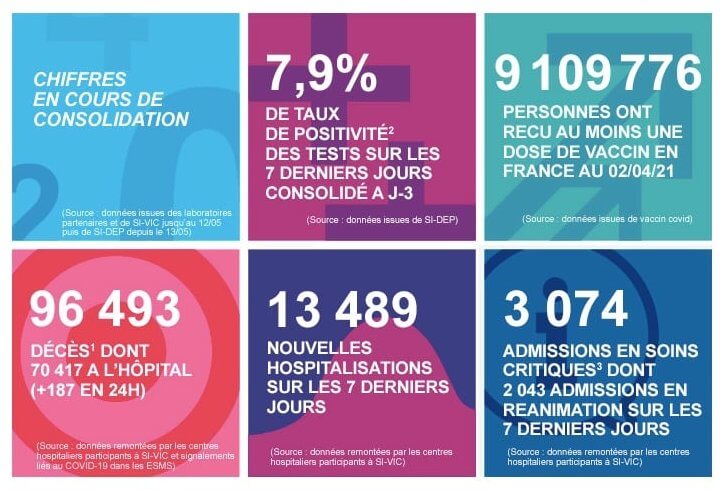 CHIFFRES
EN COURS DE
CONSOLIDATION
(Source : données issues des laboratoires
partenaires et de SI-VIC jusqu'au 12/05
puis de SI-DEP depuis le 13/05)
7,9%
DE TAUX
DE POSITIVITÉ²
DES TESTS SUR LES
7 DERNIERS JOURS
CONSOLIDÉ A J-3
(Source : données issues de SI-DEP)
9 109 776
PERSONNES ONT
RECU AU MOINS UNE
DOSE DE VACCIN EN
FRANCE AU 02/04/21
(Source : données issues de vaccin covid)
96 493
DÉCÈS¹ DONT
70 417 A L'HÔPITAL
(+187 EN 24H)
(Source : données remontées par les centres
hospitaliers participants à SI-VIC et signalements
liés au COVID-19 dans les ESMS)
13 489
NOUVELLES
HOSPITALISATIONS
SUR LES 7 DERNIERS
JOURS
(Source : données remontées par les centres
hospitaliers participants à SI-VIC)
3 074
ADMISSIONS EN SOINS
CRITIQUES³ DONT
2 043 ADMISSIONS EN
REANIMATION SUR LES
7 DERNIERS JOURS
(Source : données remontées par les centres
hospitaliers participants à SI-VIC)